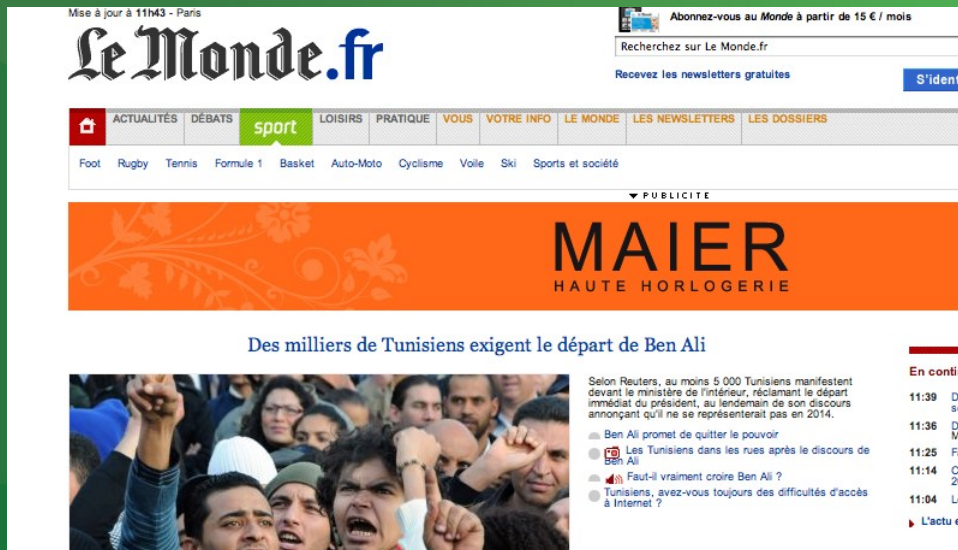 Mise à jour à 11h43 - Paris
Abonnez-vous au Monde à partir de 15 € / mois
Le Monde.fr
Recherchez sur Le Monde.fr
Recevez les newsletters gratuites
S'ident
ACTUALITÉS DÉBATS sport LOISIRS PRATIQUE VOUS VOTRE INFO LE MONDE LES NEWSLETTERS LES DOSSIERS
Foot Rugby Tennis Formule 1 Basket Auto-Moto Cyclisme Voile Ski Sports et société
PUBLICITE
MAIER
HAUTE HORLOGERIE
Des milliers de Tunisiens exigent le départ de Ben Ali
Selon Reuters, au moins 5 000 Tunisiens manifestent
devant le ministère de l'intérieur, réclamant le départ
immédiat du président, au lendemain de son discours
annonçant qu'il ne se représenterait pas en 2014.
Ben Ali promet de quitter le pouvoir
Les Tunisiens dans les rues après le discours de
Ben Ali
Faut-il vraiment croire Ben Ali ?
Tunisiens, avez-vous toujours des difficultés d'accès
à Internet ?
En conti
11:39
11:36
11:25
11:14
11:04
L'actu e